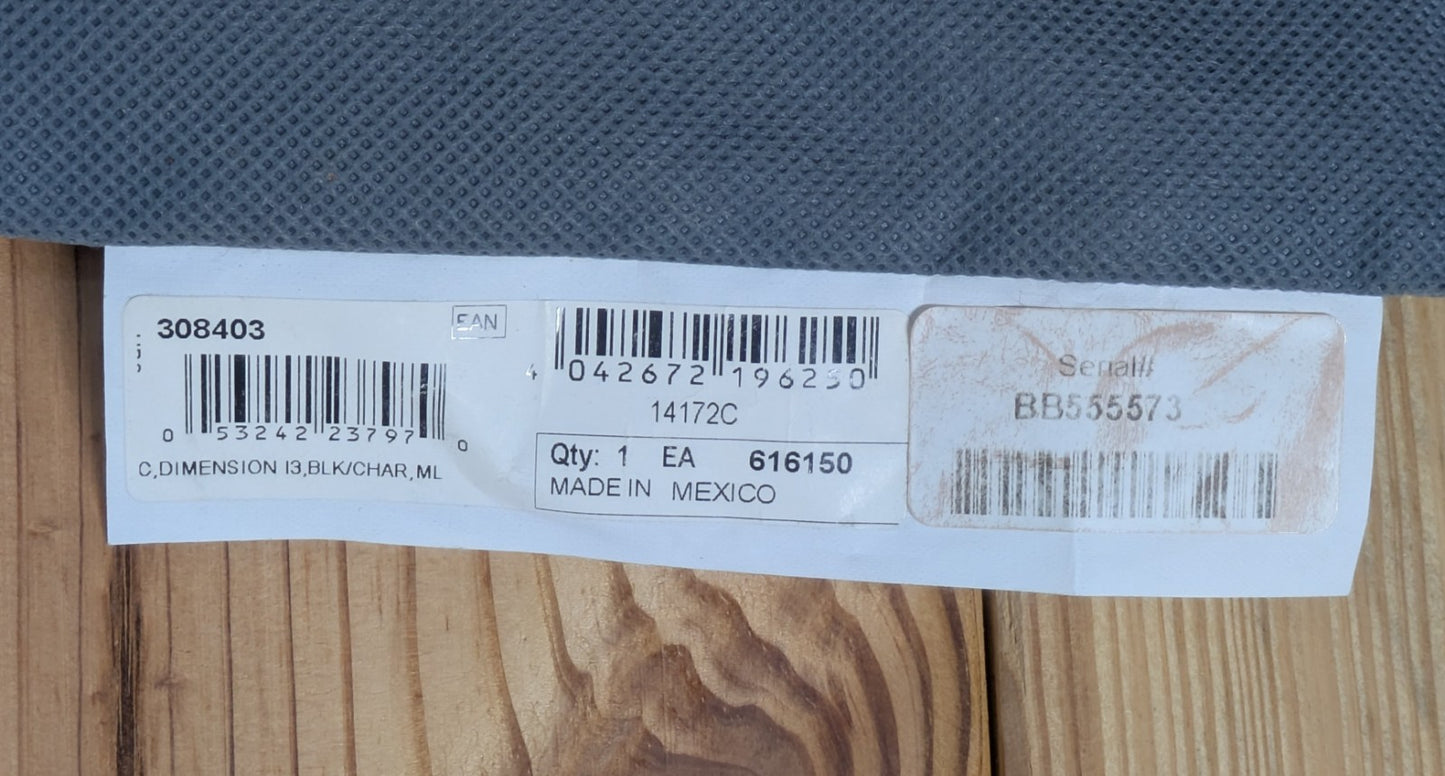 308403
EAN
0 53242 23797 0
C,DIMENSION I3,BLK/CHAR,ML
4 042672 196250
14172C
Qty: 1 EA 616150
MADE IN MEXICO
Serial#
BB555573